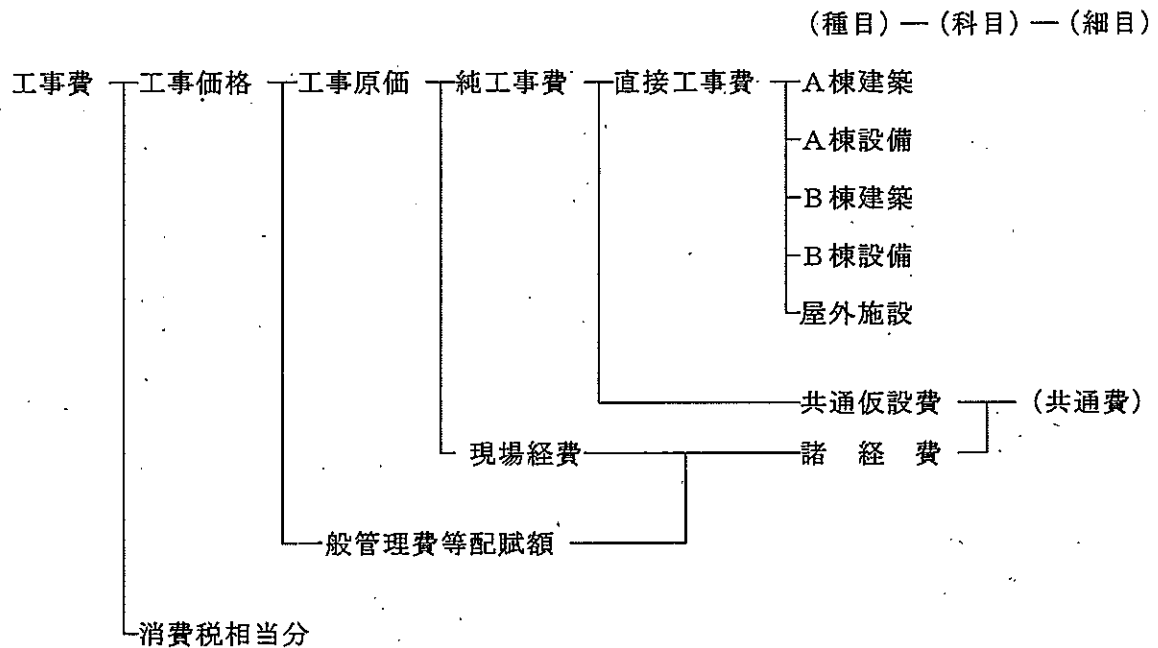 (種目) — (科目) — (細目)
工事費 工事価格 工事原価 純工事費 直接工事費 A棟建築
A棟設備
B棟建築
B棟設備
屋外施設
共通仮設費 (共通費)
現場経費 諸経費
一般管理費等配賦額
消費税相当分